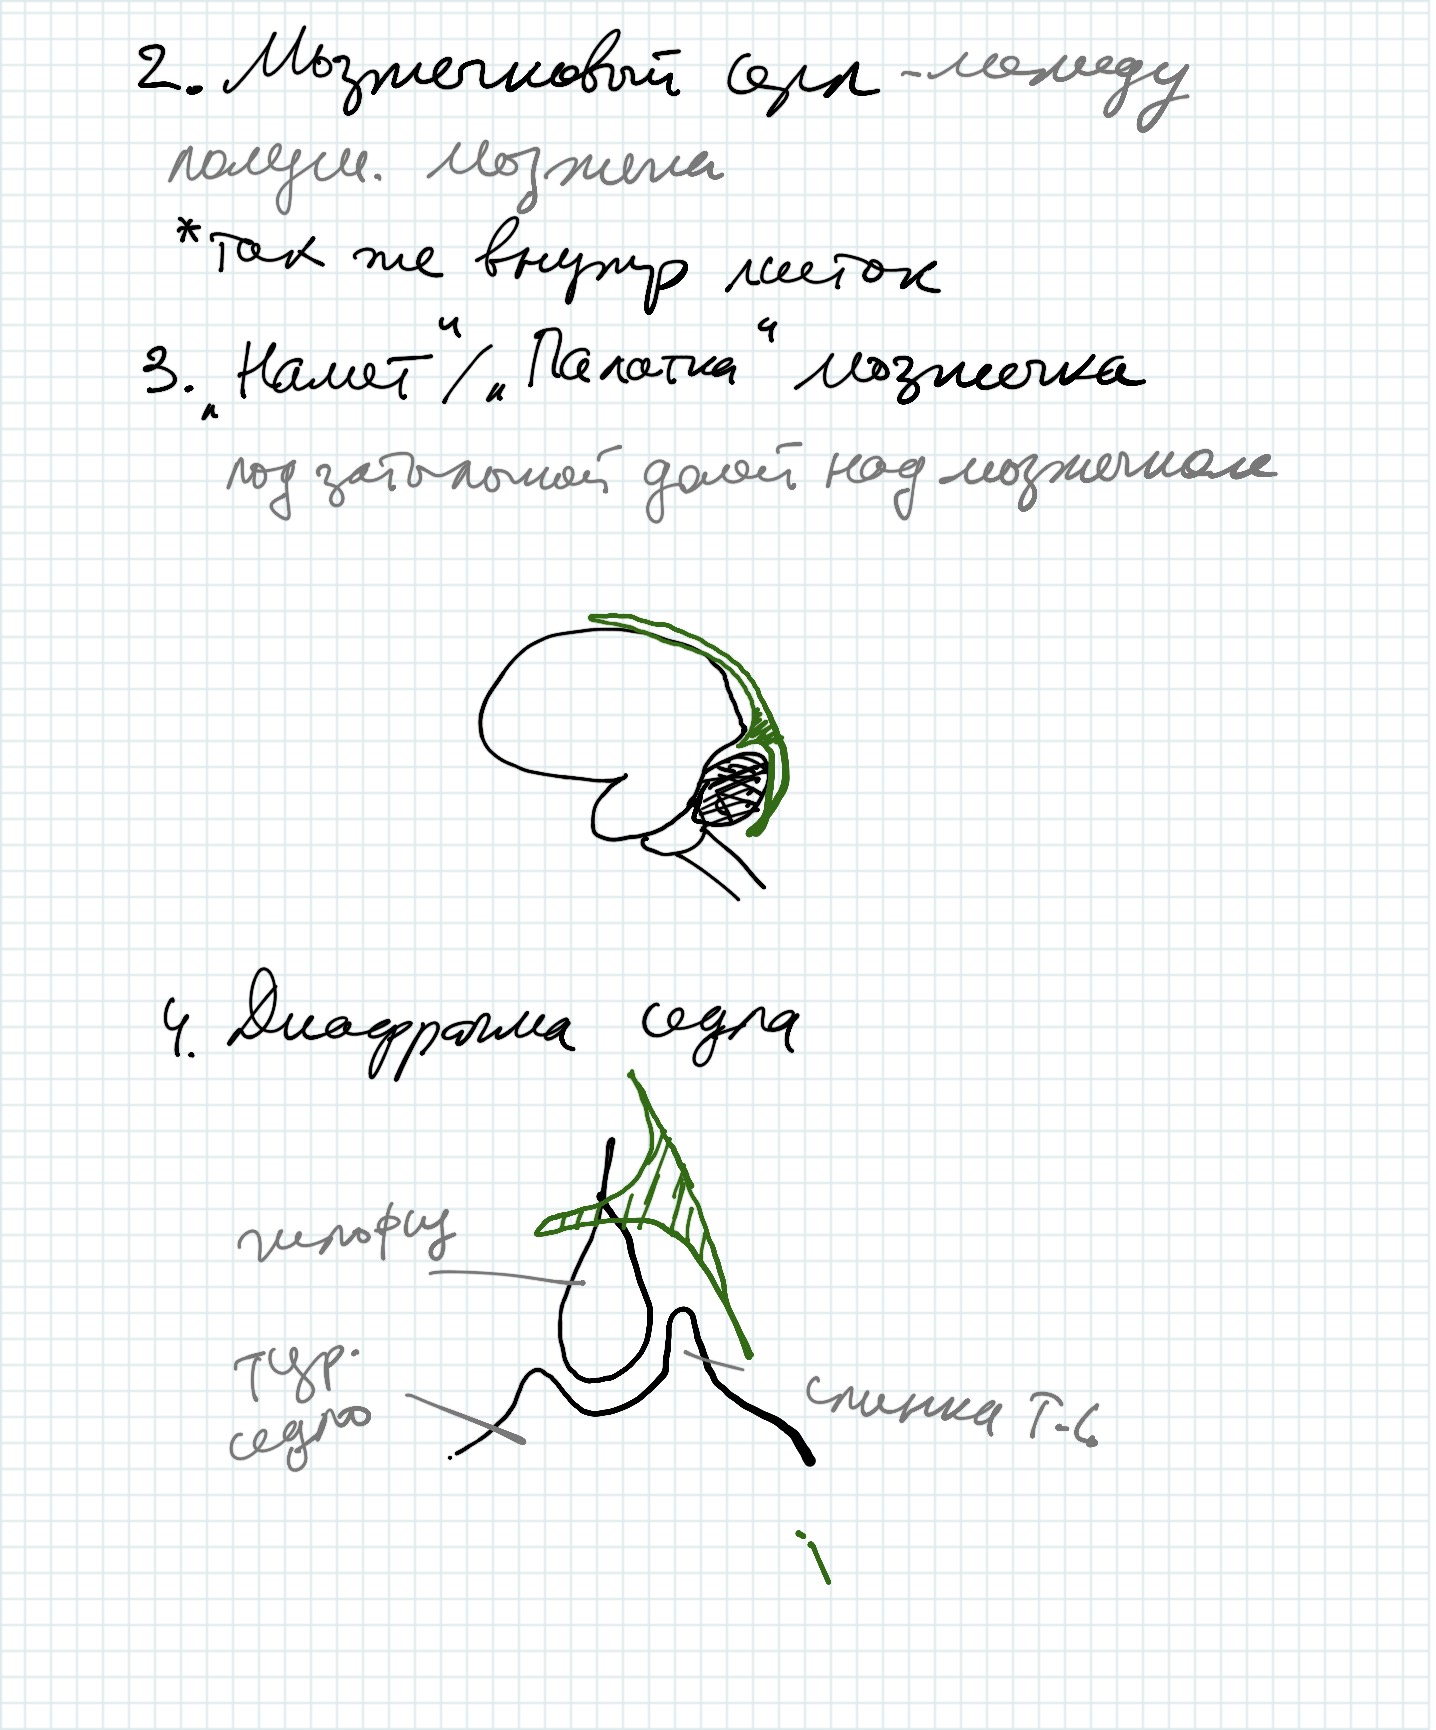 2. Мозжечковый серп - между
полуш. мозжечка
*так же внутр листок
3. „Намет“/„Палатка“ мозжечка
под затылочной долей над мозжечком
4. Диафрагма седла
гипофиз
тур.
седло
спинка т-с.